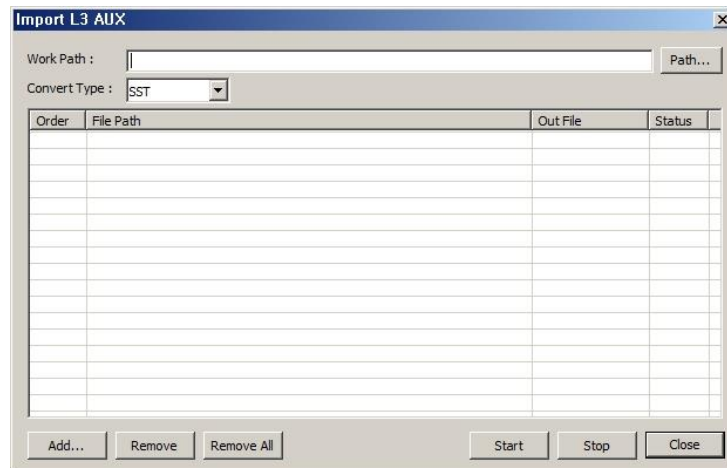 Import L3 AUX
Work Path :
Path...
Convert Type :
SST
Order File Path Out File Status
Add... Remove Remove All Start Stop Close